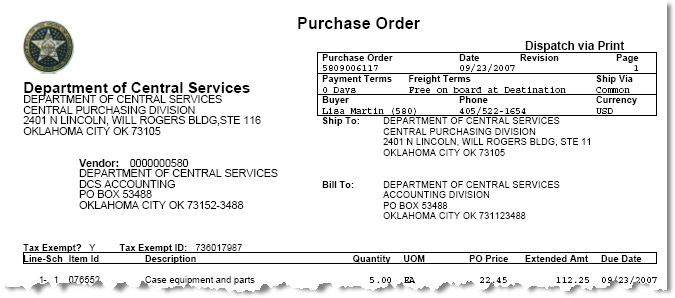 Purchase Order
Dispatch via Print
Purchase Order Date Revision Page
5809006117 09/23/2007 1
Payment Terms Freight Terms Ship Via
0 Days Free on board at Destination Common
Buyer Phone Currency
Lisa Martin (580) 405/522-1654 USD
Department of Central Services
DEPARTMENT OF CENTRAL SERVICES
CENTRAL PURCHASING DIVISION
2401 N LINCOLN, WILL ROGERS BLDG,STE 116
OKLAHOMA CITY OK 73105
Ship To: DEPARTMENT OF CENTRAL SERVICES
CENTRAL PURCHASING DIVISION
2401 N LINCOLN, WILL ROGERS BLDG, STE 11
OKLAHOMA CITY OK 73105
Vendor: 0000000580
DEPARTMENT OF CENTRAL SERVICES
DCS ACCOUNTING
PO BOX 53488
OKLAHOMA CITY OK 73152-3488
Bill To: DEPARTMENT OF CENTRAL SERVICES
ACCOUNTING DIVISION
PO BOX 53488
OKLAHOMA CITY OK 731123488
Tax Exempt? Y Tax Exempt ID: 736017987
Line-Sch Item Id Description Quantity UOM PO Price Extended Amt Due Date
1- 1 076552 Case equipment and parts 5.00 EA 22.45 112.25 09/23/2007